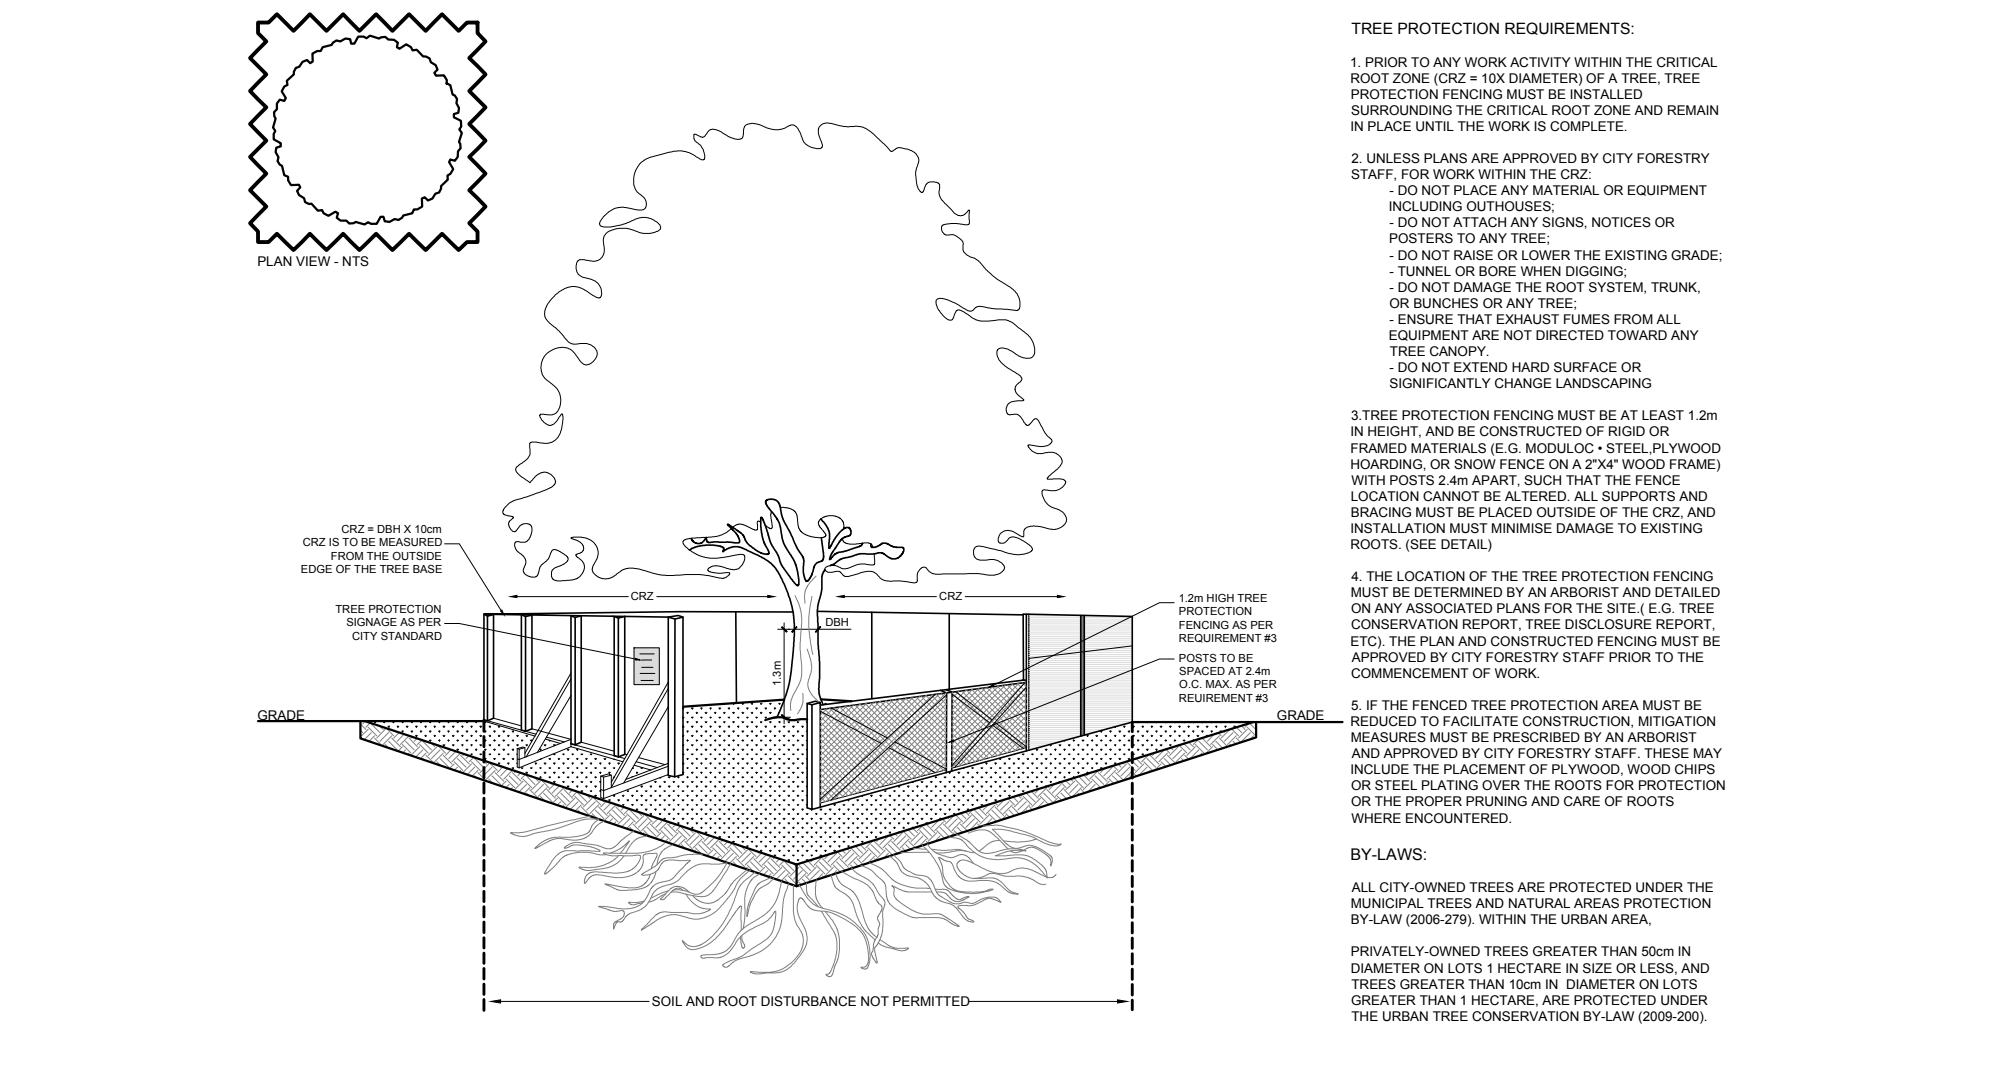 PLAN VIEW - NTS
CRZ = DBH X 10cm
CRZ IS TO BE MEASURED
FROM THE OUTSIDE
EDGE OF THE TREE BASE
TREE PROTECTION
SIGNAGE AS PER
CITY STANDARD
GRADE
CRZ
CRZ
DBH
1.3m
1.2m HIGH TREE
PROTECTION
FENCING AS PER
REQUIREMENT #3
POSTS TO BE
SPACED AT 2.4m
O.C. MAX. AS PER
REUIREMENT #3
GRADE
SOIL AND ROOT DISTURBANCE NOT PERMITTED
TREE PROTECTION REQUIREMENTS:
1. PRIOR TO ANY WORK ACTIVITY WITHIN THE CRITICAL
ROOT ZONE (CRZ = 10X DIAMETER) OF A TREE, TREE
PROTECTION FENCING MUST BE INSTALLED
SURROUNDING THE CRITICAL ROOT ZONE AND REMAIN
IN PLACE UNTIL THE WORK IS COMPLETE.
2. UNLESS PLANS ARE APPROVED BY CITY FORESTRY
STAFF, FOR WORK WITHIN THE CRZ:
- DO NOT PLACE ANY MATERIAL OR EQUIPMENT
INCLUDING OUTHOUSES;
- DO NOT ATTACH ANY SIGNS, NOTICES OR
POSTERS TO ANY TREE;
- DO NOT RAISE OR LOWER THE EXISTING GRADE;
- TUNNEL OR BORE WHEN DIGGING;
- DO NOT DAMAGE THE ROOT SYSTEM, TRUNK,
OR BUNCHES OR ANY TREE;
- ENSURE THAT EXHAUST FUMES FROM ALL
EQUIPMENT ARE NOT DIRECTED TOWARD ANY
TREE CANOPY.
- DO NOT EXTEND HARD SURFACE OR
SIGNIFICANTLY CHANGE LANDSCAPING
3.TREE PROTECTION FENCING MUST BE AT LEAST 1.2m
IN HEIGHT, AND BE CONSTRUCTED OF RIGID OR
FRAMED MATERIALS (E.G. MODULOC • STEEL,PLYWOOD
HOARDING, OR SNOW FENCE ON A 2"X4" WOOD FRAME)
WITH POSTS 2.4m APART, SUCH THAT THE FENCE
LOCATION CANNOT BE ALTERED. ALL SUPPORTS AND
BRACING MUST BE PLACED OUTSIDE OF THE CRZ, AND
INSTALLATION MUST MINIMISE DAMAGE TO EXISTING
ROOTS. (SEE DETAIL)
4. THE LOCATION OF THE TREE PROTECTION FENCING
MUST BE DETERMINED BY AN ARBORIST AND DETAILED
ON ANY ASSOCIATED PLANS FOR THE SITE.( E.G. TREE
CONSERVATION REPORT, TREE DISCLOSURE REPORT,
ETC). THE PLAN AND CONSTRUCTED FENCING MUST BE
APPROVED BY CITY FORESTRY STAFF PRIOR TO THE
COMMENCEMENT OF WORK.
5. IF THE FENCED TREE PROTECTION AREA MUST BE
REDUCED TO FACILITATE CONSTRUCTION, MITIGATION
MEASURES MUST BE PRESCRIBED BY AN ARBORIST
AND APPROVED BY CITY FORESTRY STAFF. THESE MAY
INCLUDE THE PLACEMENT OF PLYWOOD, WOOD CHIPS
OR STEEL PLATING OVER THE ROOTS FOR PROTECTION
OR THE PROPER PRUNING AND CARE OF ROOTS
WHERE ENCOUNTERED.
BY-LAWS:
ALL CITY-OWNED TREES ARE PROTECTED UNDER THE
MUNICIPAL TREES AND NATURAL AREAS PROTECTION
BY-LAW (2006-279). WITHIN THE URBAN AREA,
PRIVATELY-OWNED TREES GREATER THAN 50cm IN
DIAMETER ON LOTS 1 HECTARE IN SIZE OR LESS, AND
TREES GREATER THAN 10cm IN DIAMETER ON LOTS
GREATER THAN 1 HECTARE, ARE PROTECTED UNDER
THE URBAN TREE CONSERVATION BY-LAW (2009-200).